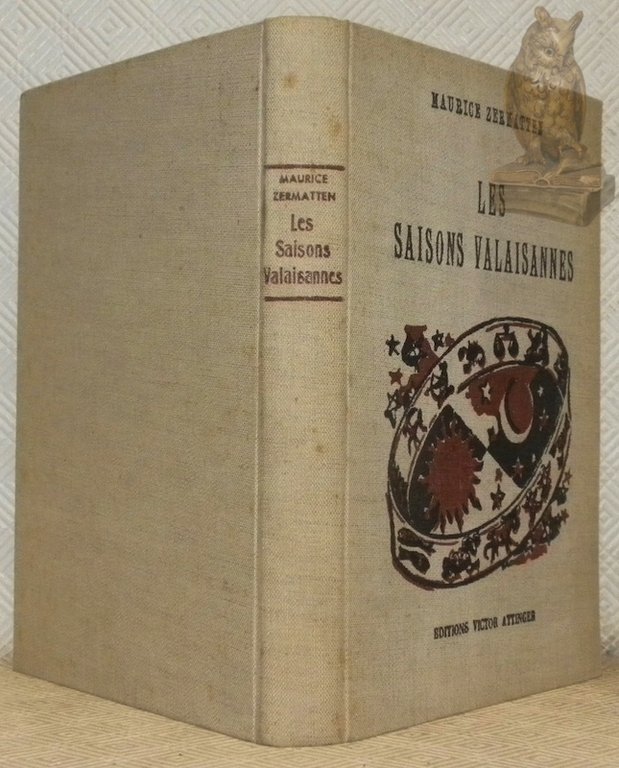 MAURICE
ZERMATTEN
Les
Saisons
Valaisannes
MAURICE ZERMATTEN
LES
SAISONS VALAISANNES
EDITIONS VICTOR ATTINGER